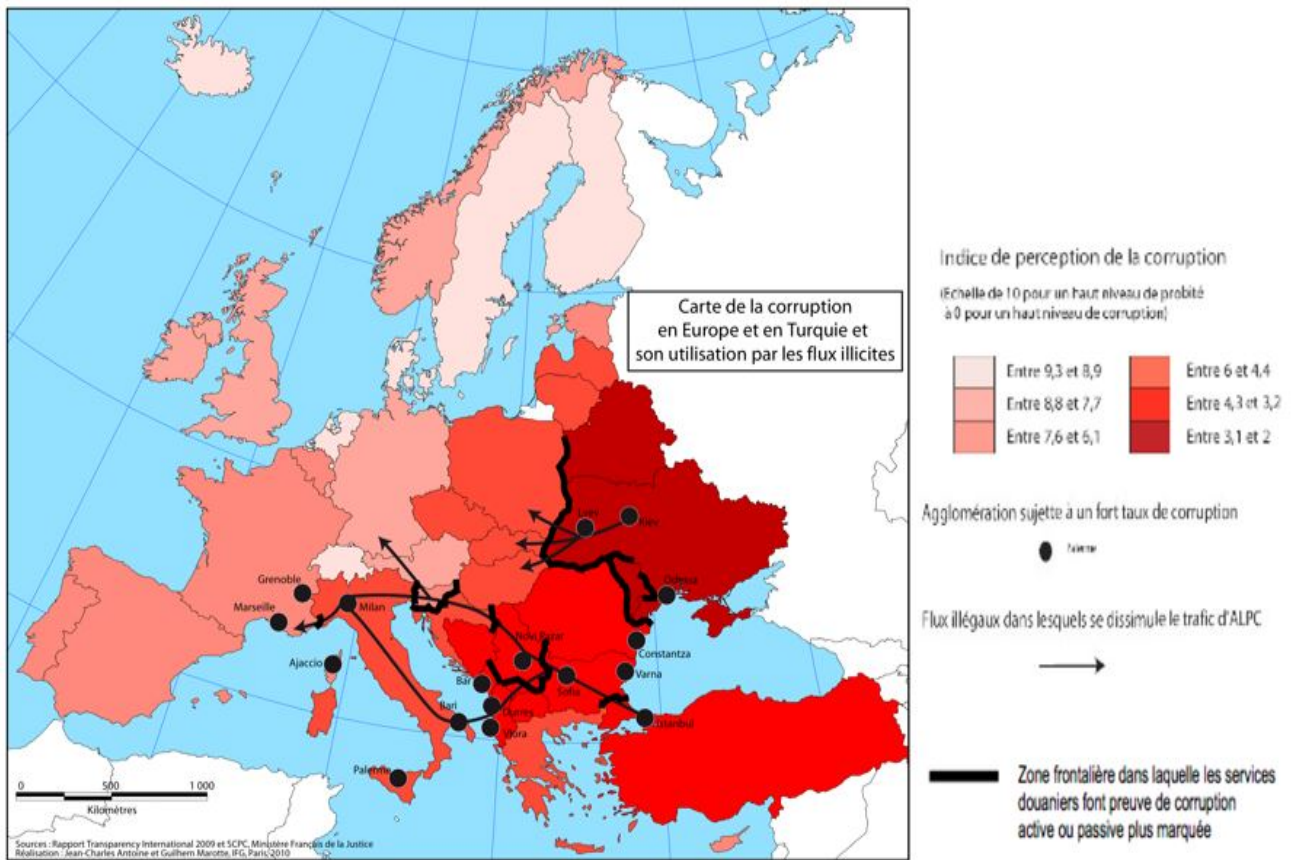 Carte de la corruption
en Europe et en Turquie et
son utilisation par les flux illicites
Lviv
Kiev
Odessa
Grenoble
Marseille
Milan
Novi Bazar
Constantza
Varna
Ajaccio
Bar
Sofia
Bari
Durres
Istanbul
Vlora
Palerme
0 500 1 000
Kilomètres
Sources : Rapport Transparency International 2009 et SCPC, Ministère Français de la Justice
Réalisation : Jean-Charles Antoine et Guilhem Marotte, IFG, Paris, 2010
Indice de perception de la corruption
(Echelle de 10 pour un haut niveau de probité
à 0 pour un haut niveau de corruption)
Entre 9,3 et 8,9
Entre 8,8 et 7,7
Entre 7,6 et 6,1
Entre 6 et 4,4
Entre 4,3 et 3,2
Entre 3,1 et 2
Agglomération sujette à un fort taux de corruption
Palerme
Flux illégaux dans lesquels se dissimule le trafic d'ALPC
Zone frontalière dans laquelle les services
douaniers font preuve de corruption
active ou passive plus marquée